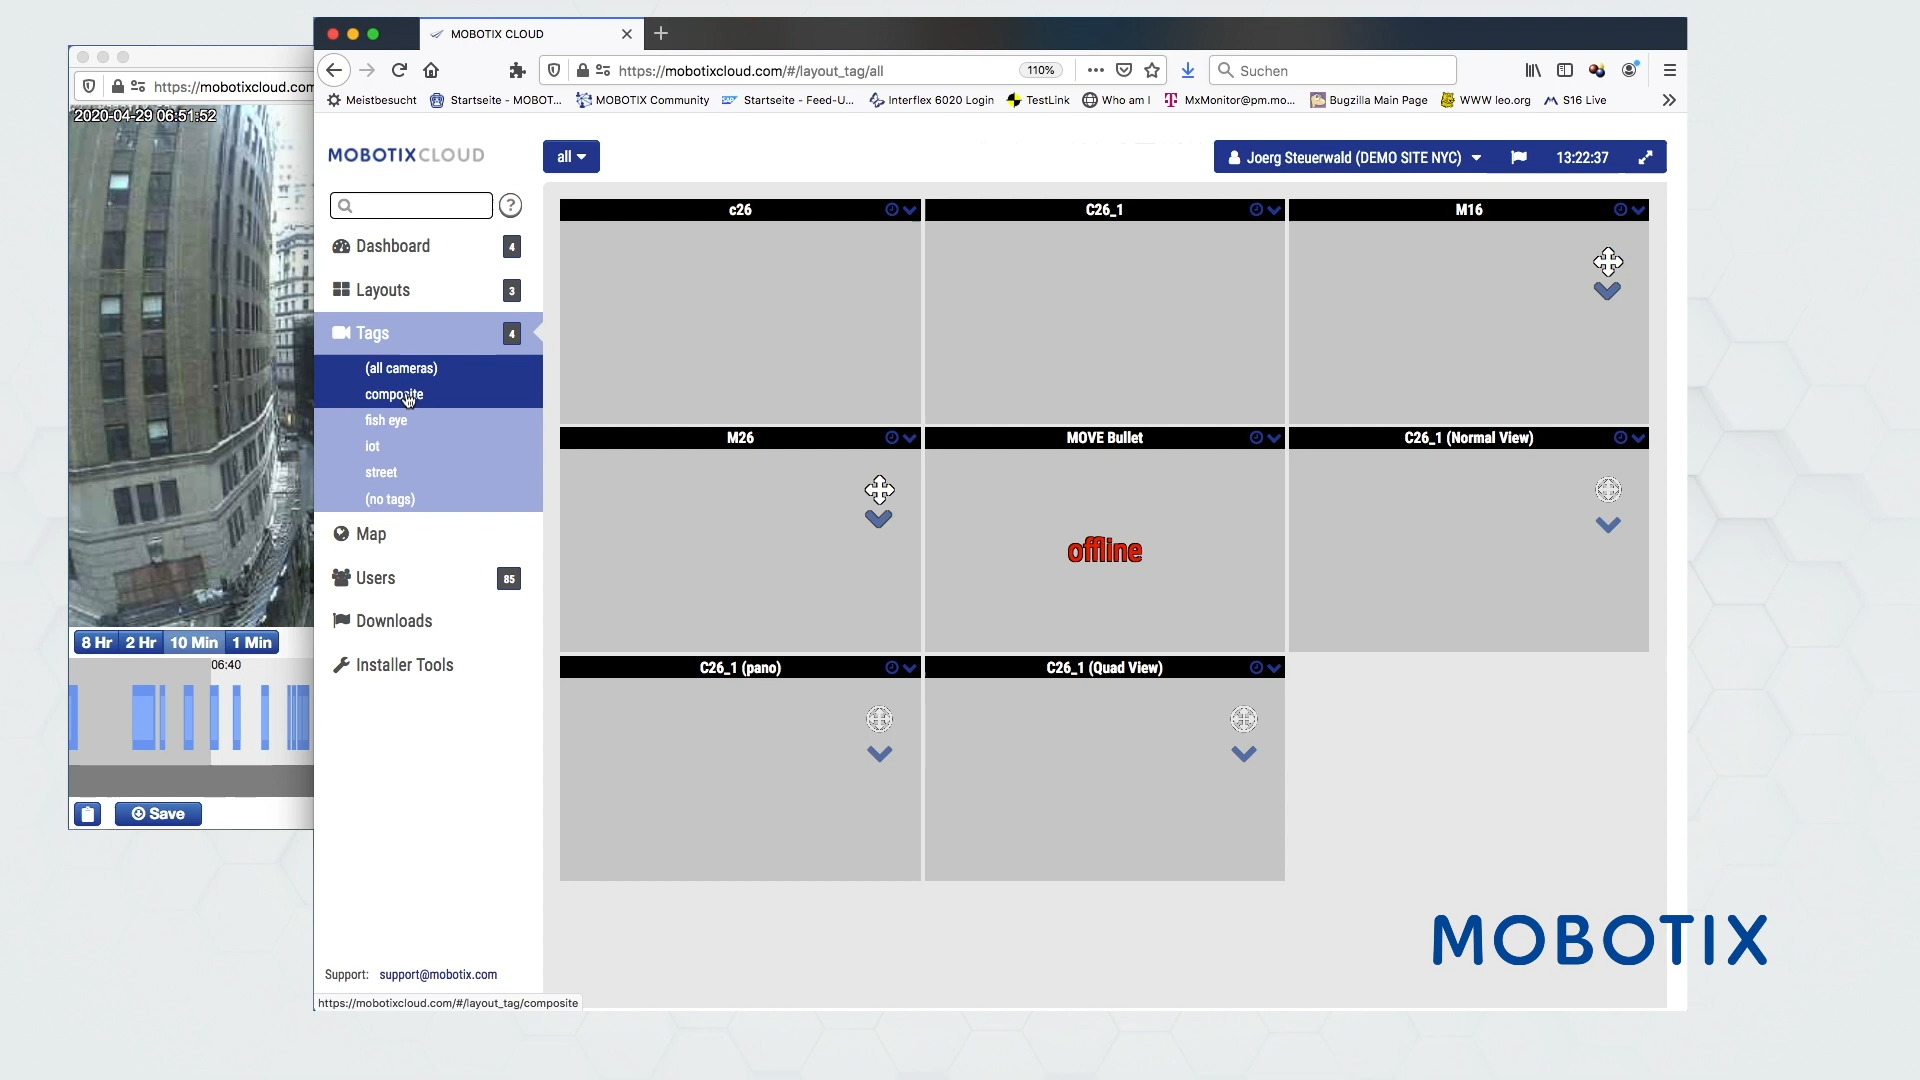 MOBOTIX CLOUD
https://mobotixcloud.com
https://mobotixcloud.com/#/layout_tag/all
110%
Suchen
Meistbesucht
Startseite - MOBOT...
MOBOTIX Community
Startseite - Feed-U...
Interflex 6020 Login
TestLink
Who am I
MxMonitor@pm.mo...
Bugzilla Main Page
WWW leo.org
S16 Live
2020-04-29 06:51:52
MOBOTIXCLOUD
all
Joerg Steuerwald (DEMO SITE NYC)
13:22:37
?
Dashboard 4
Layouts 3
Tags 4
(all cameras)
composite
fish eye
iot
street
(no tags)
Map
Users 85
Downloads
Installer Tools
c26
C26_1
M16
M26
MOVE Bullet
C26_1 (Normal View)
offline
C26_1 (pano)
C26_1 (Quad View)
8 Hr 2 Hr 10 Min 1 Min
06:40
Save
Support: support@mobotix.com
https://mobotixcloud.com/#/layout_tag/composite
MOBOTIX